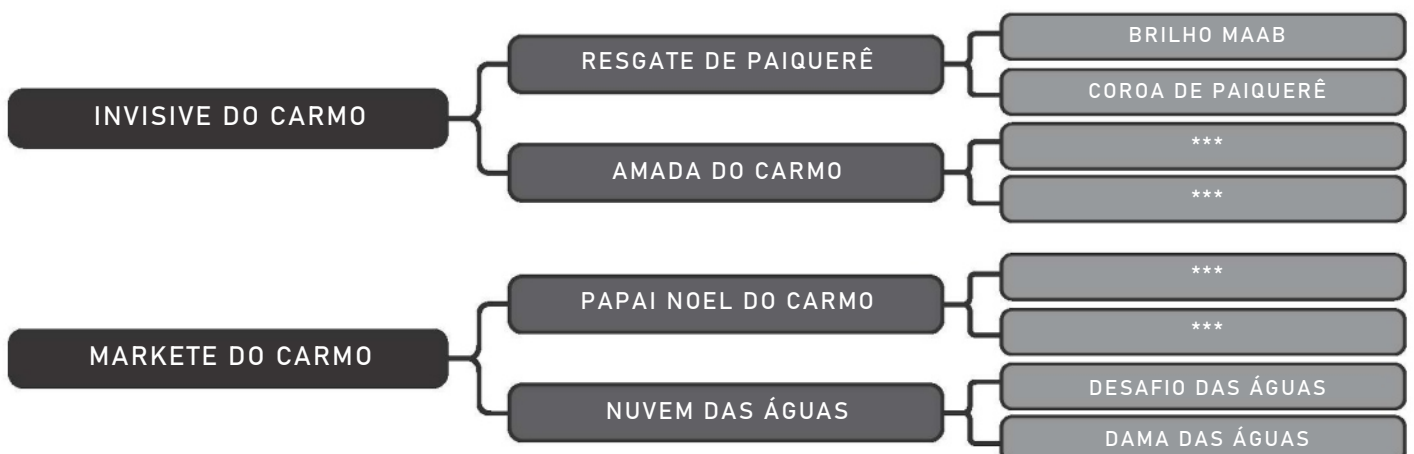 BRILHO MAAB
RESGATE DE PAIQUERÊ
COROA DE PAIQUERÊ
INVISIVE DO CARMO
***
AMADA DO CARMO
***
***
PAPAI NOEL DO CARMO
***
MARKETE DO CARMO
DESAFIO DAS ÁGUAS
NUVEM DAS ÁGUAS
DAMA DAS ÁGUAS